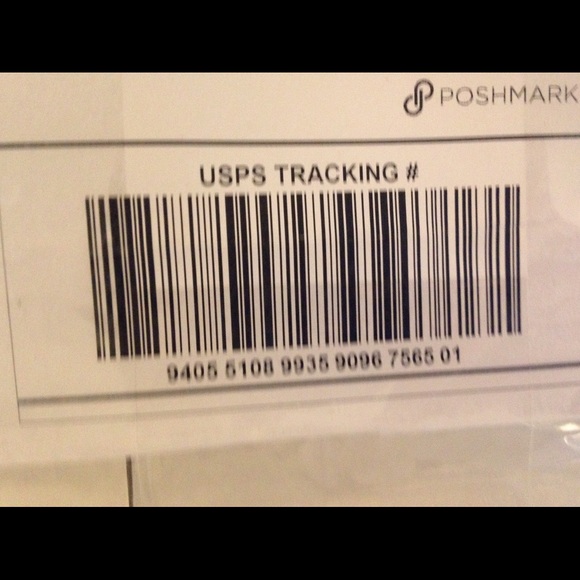 POSHMARK
USPS TRACKING #
9405 5108 9935 9096 7565 01